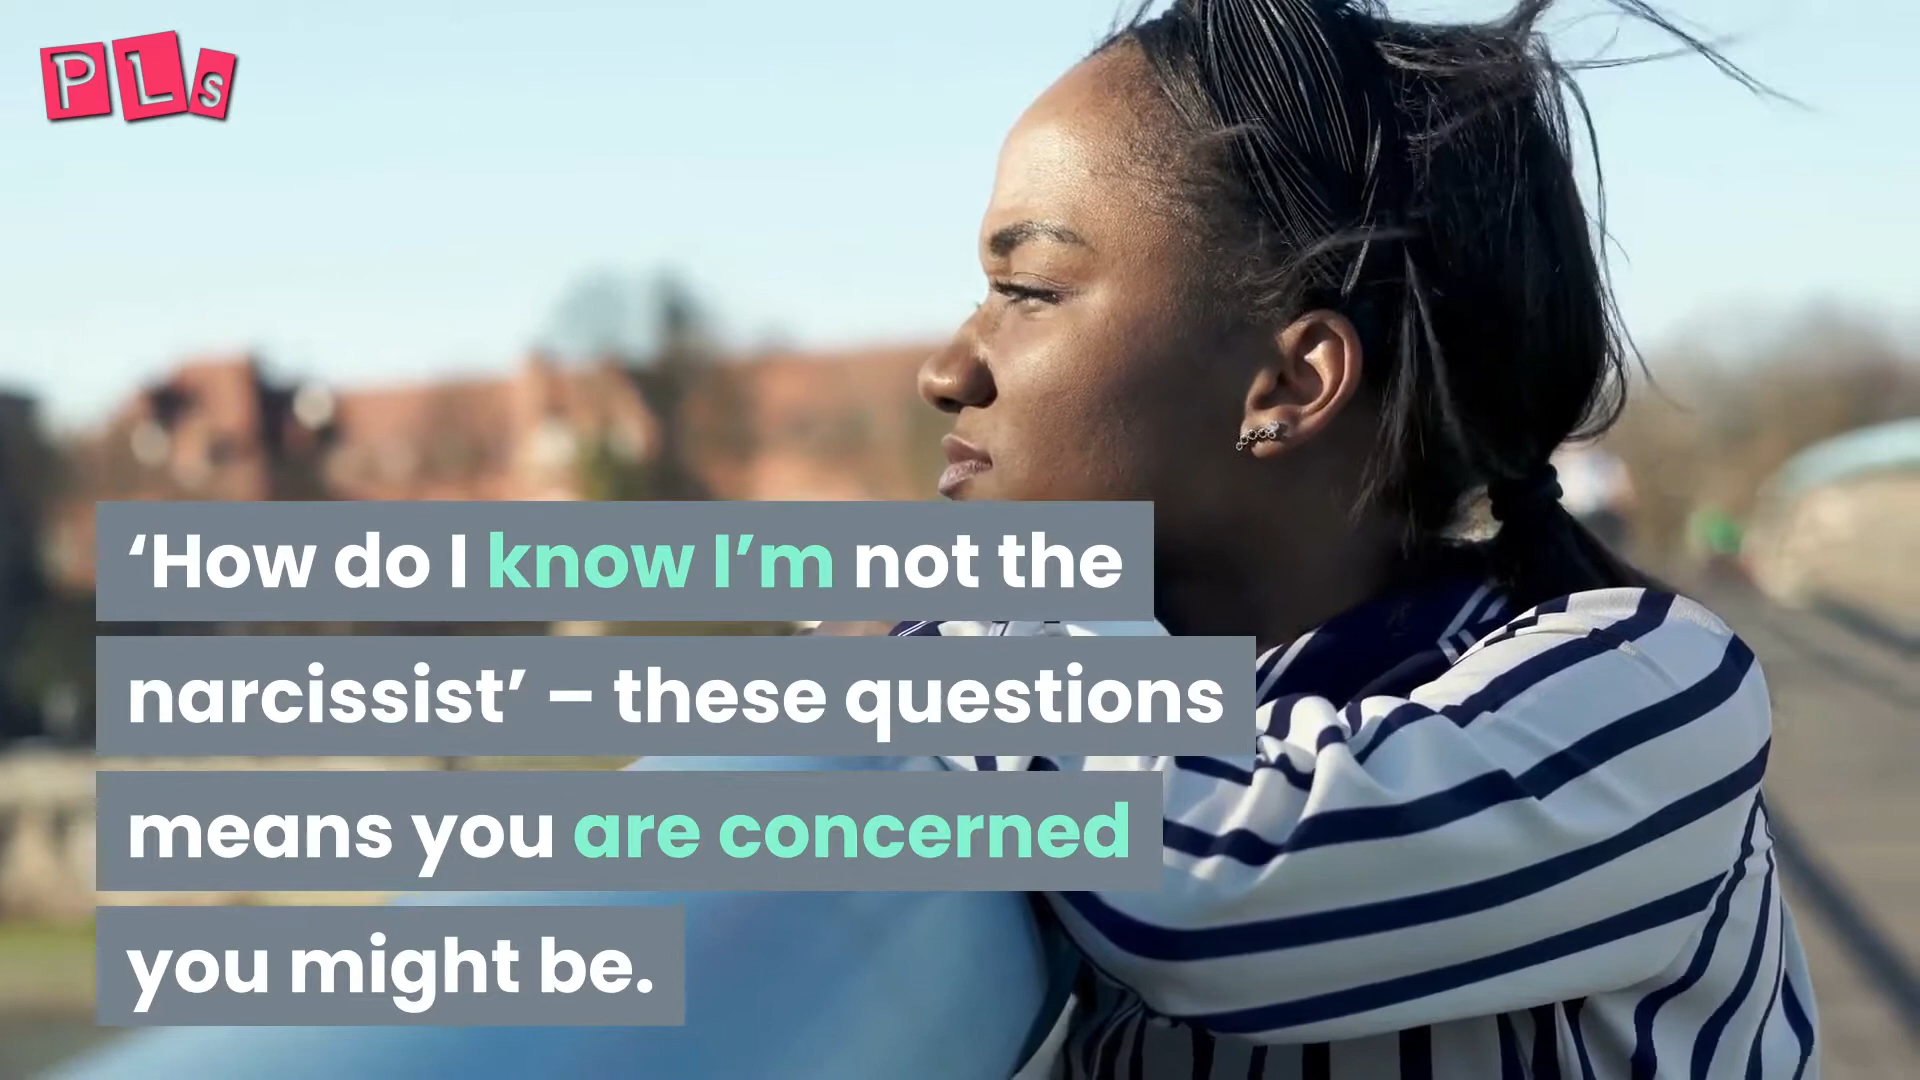 PLs
‘How do I know I’m not the
narcissist’ – these questions
means you are concerned
you might be.